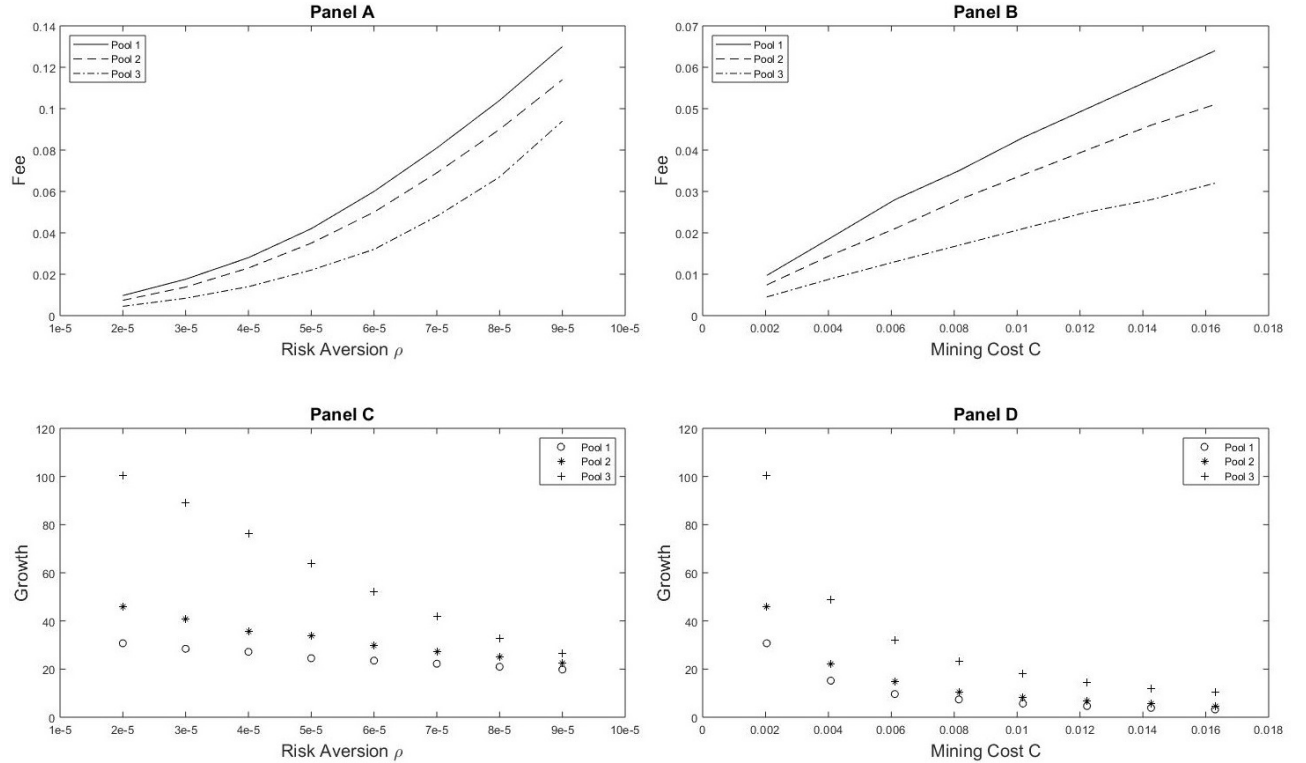 Panel A
0.14
0.12
0.1
0.08
0.06
0.04
0.02
0
Fee
Pool 1
Pool 2
Pool 3
1e-5 2e-5 3e-5 4e-5 5e-5 6e-5 7e-5 8e-5 9e-5 10e-5
Risk Aversion ρ
Panel B
0.07
0.06
0.05
0.04
0.03
0.02
0.01
0
Fee
Pool 1
Pool 2
Pool 3
0 0.002 0.004 0.006 0.008 0.01 0.012 0.014 0.016 0.018
Mining Cost C
Panel C
120
100
80
60
40
20
0
Growth
Pool 1
Pool 2
Pool 3
1e-5 2e-5 3e-5 4e-5 5e-5 6e-5 7e-5 8e-5 9e-5 10e-5
Risk Aversion ρ
Panel D
120
100
80
60
40
20
0
Growth
Pool 1
Pool 2
Pool 3
0 0.002 0.004 0.006 0.008 0.01 0.012 0.014 0.016 0.018
Mining Cost C